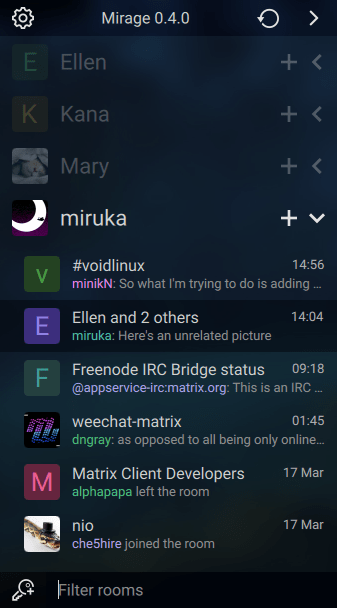 Mirage 0.4.0
E Ellen
K Kana
Mary
miruka
v #voidlinux 14:56
minikN: So what I'm trying to do is adding ...
E Ellen and 2 others 14:04
miruka: Here's an unrelated picture
F Freenode IRC Bridge status 09:18
@appservice-irc:matrix.org: This is an IRC ...
weechat-matrix 01:45
dngray: as opposed to all being only online...
M Matrix Client Developers 17 Mar
alphapapa left the room
nio 17 Mar
che5hire joined the room
Filter rooms